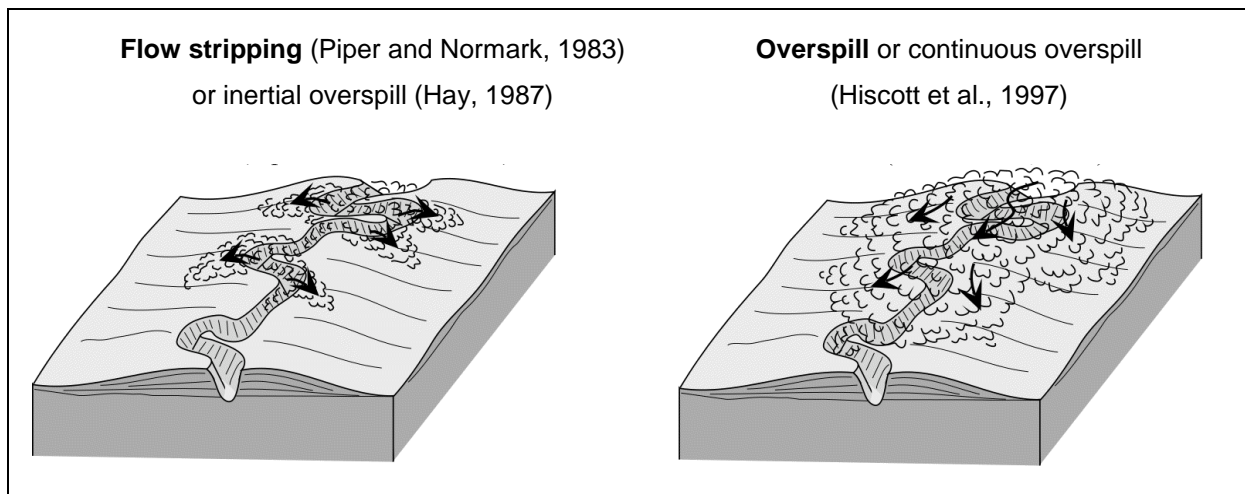 Flow stripping (Piper and Normark, 1983)
or inertial overspill (Hay, 1987)
Overspill or continuous overspill
(Hiscott et al., 1997)